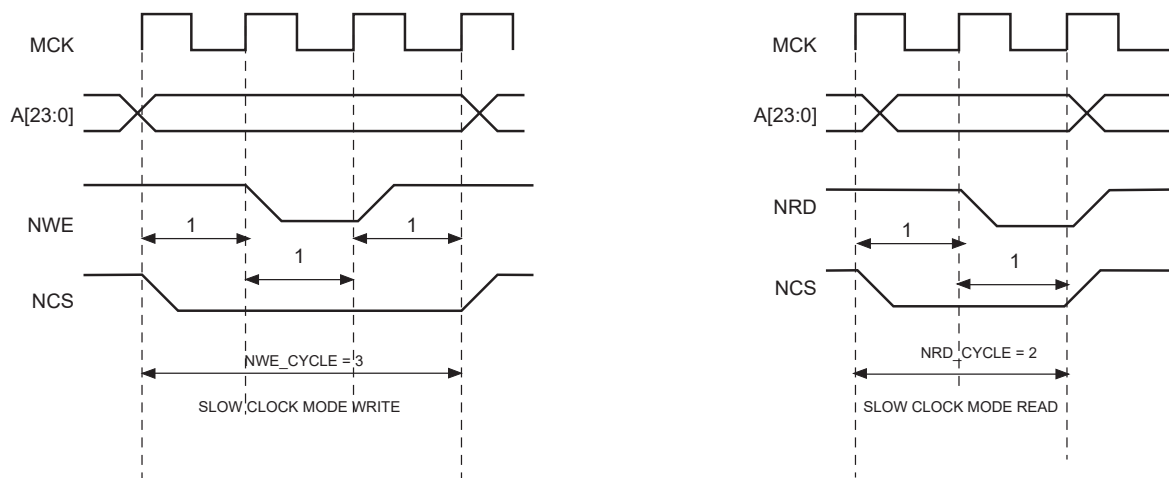 MCK
A[23:0]
NWE
1
1
1
NCS
NWE_CYCLE = 3
SLOW CLOCK MODE WRITE
MCK
A[23:0]
NRD
1
1
NCS
NRD_CYCLE = 2
SLOW CLOCK MODE READ